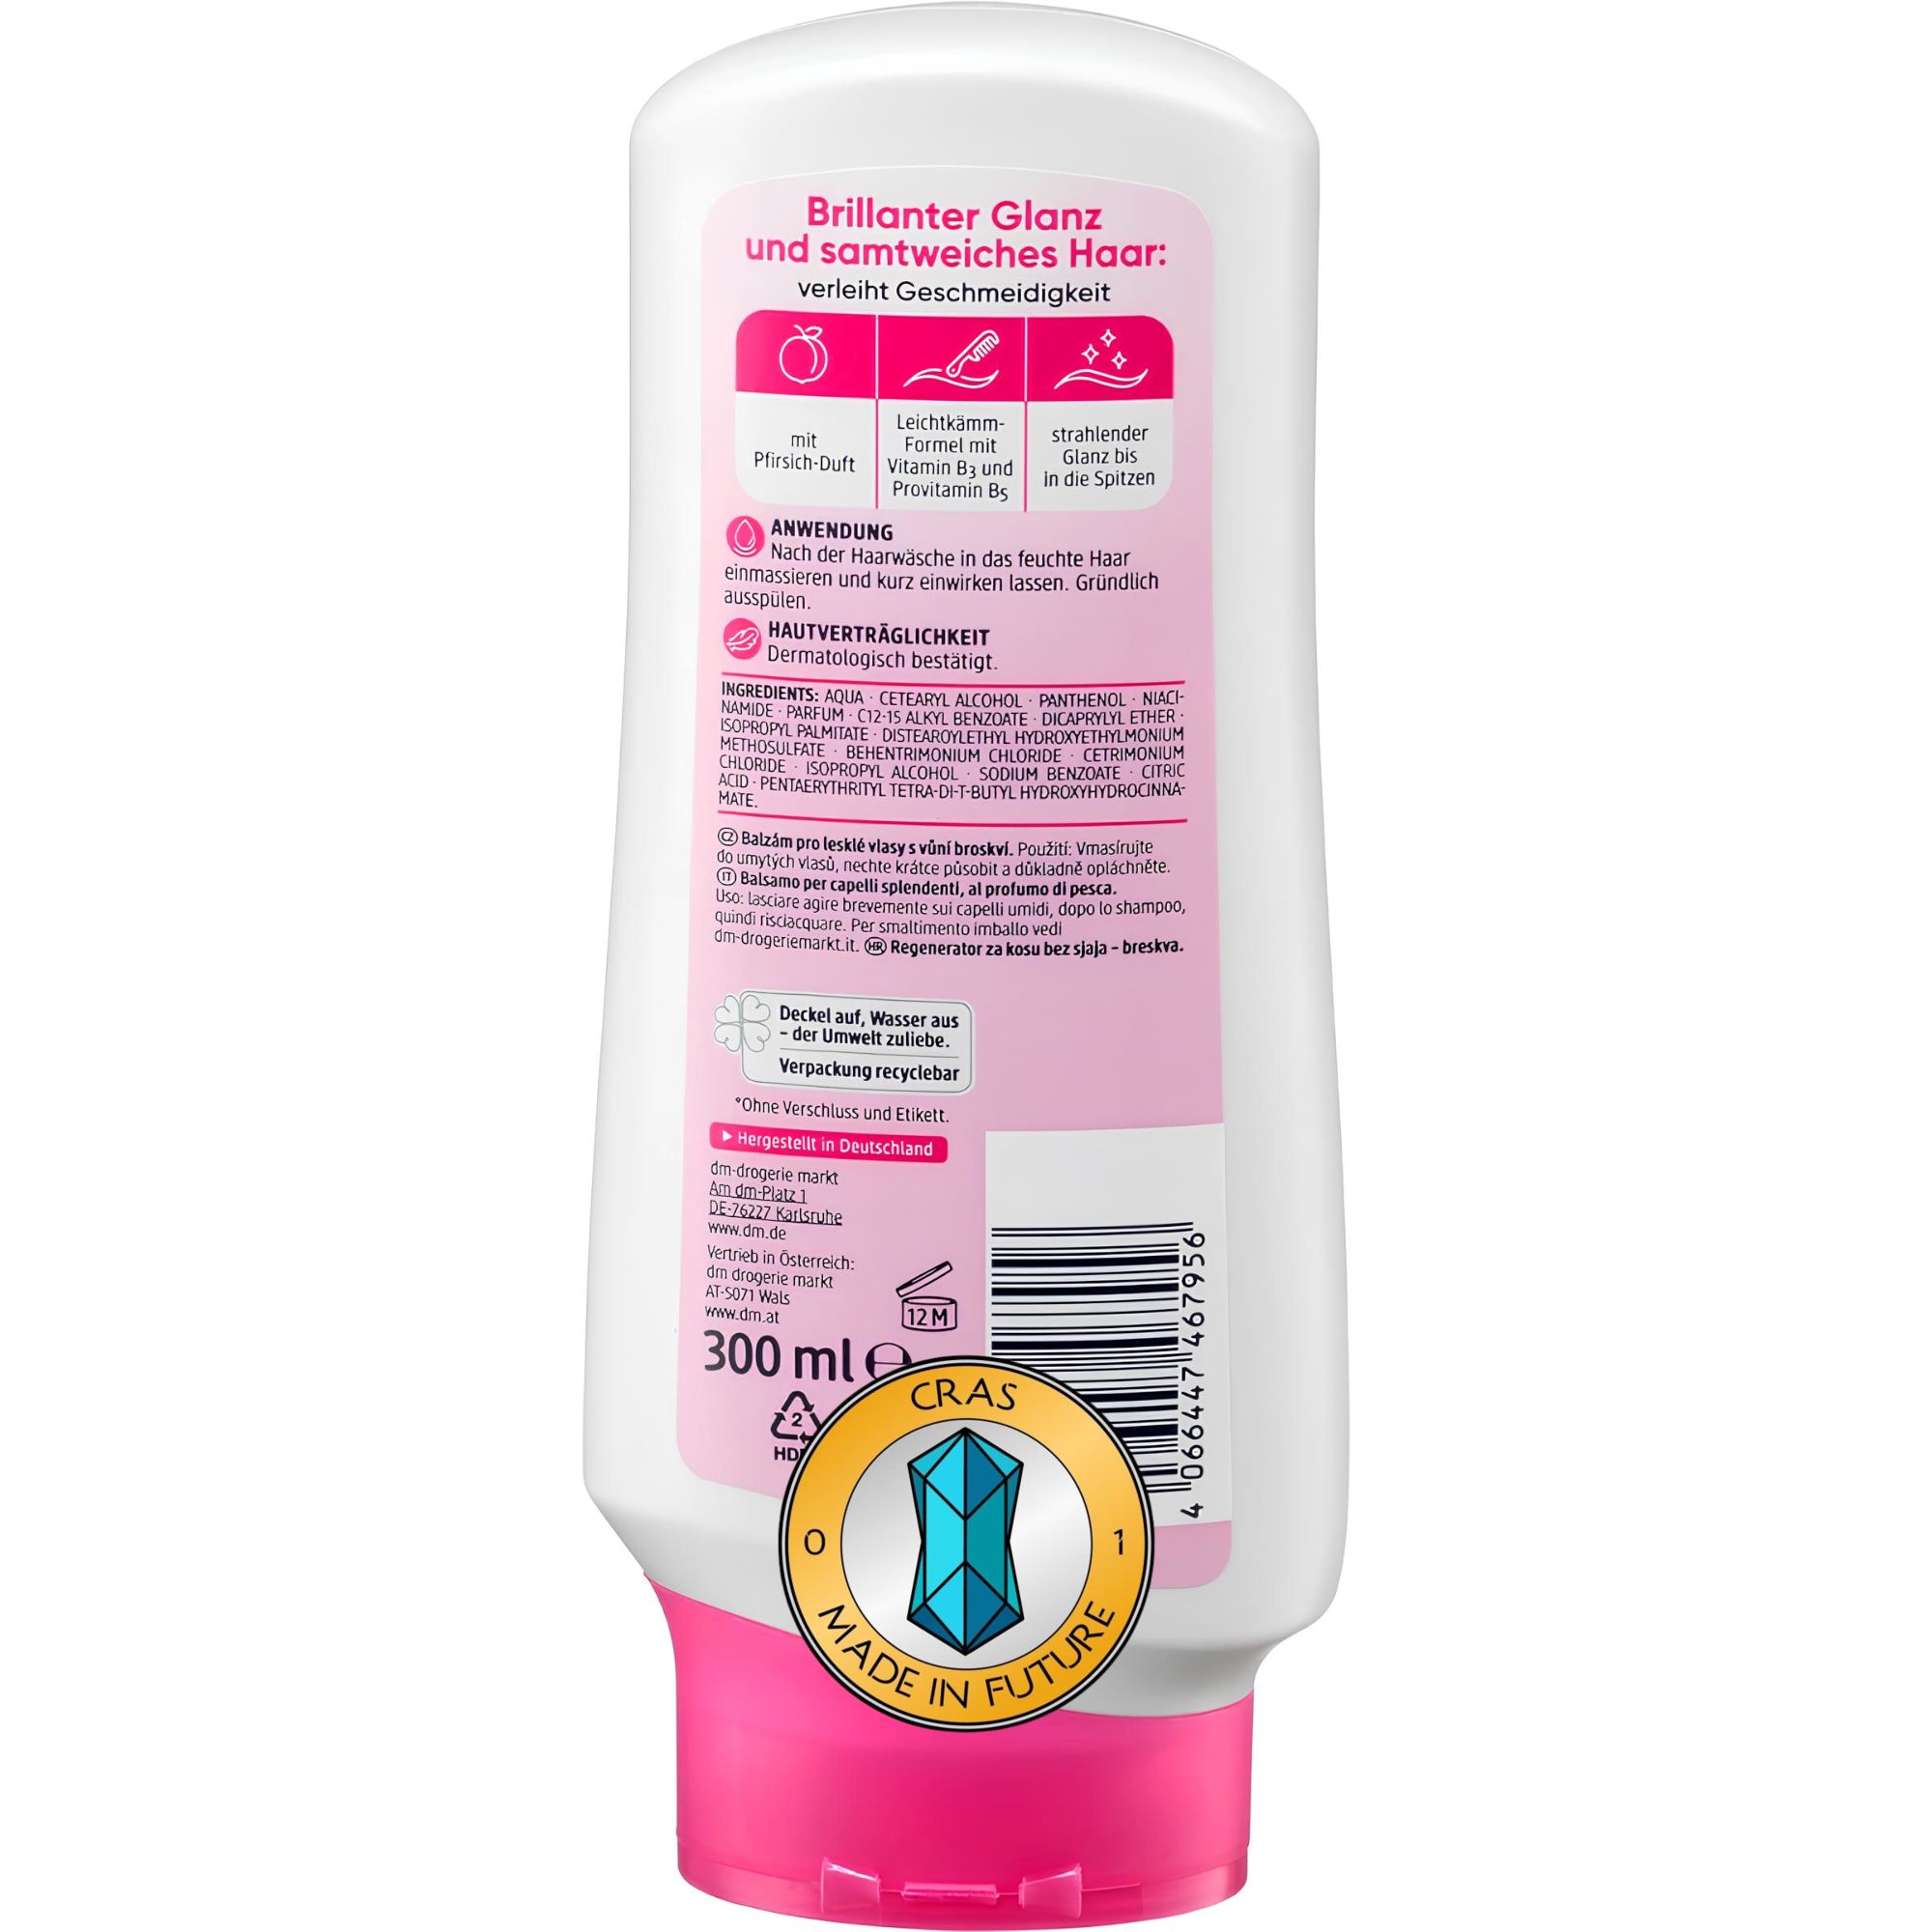 Brillanter Glanz
und samtweiches Haar:
verleiht Geschmeidigkeit
mit
Pfirsich-Duft
Leichtkämm-
Formel mit
Vitamin B3 und
Provitamin B5
strahlender
Glanz bis
in die Spitzen
ANWENDUNG
Nach der Haarwäsche in das feuchte Haar
einmassieren und kurz einwirken lassen. Gründlich
ausspülen.
HAUTVERTRÄGLICHKEIT
Dermatologisch bestätigt.
INGREDIENTS: AQUA · CETEARYL ALCOHOL · PANTHENOL · NIACI-
NAMIDE · PARFUM · C12-15 ALKYL BENZOATE · DICAPRYLYL ETHER ·
ISOPROPYL PALMITATE · DISTEAROYLETHYL HYDROXYETHYLMONIUM
METHOSULFATE · BEHENTRIMONIUM CHLORIDE · CETRIMONIUM
CHLORIDE · ISOPROPYL ALCOHOL · SODIUM BENZOATE · CITRIC
ACID · PENTAERYTHRITYL TETRA-DI-T-BUTYL HYDROXYHYDROCINNA-
MATE.
CZ Balzám pro lesklé vlasy s vůní broskví. Použití: Vmasírujte
do umytých vlasů, nechte krátce působit a důkladně opláchněte.
IT Balsamo per capelli splendenti, al profumo di pesca.
Uso: lasciare agire brevemente sui capelli umidi, dopo lo shampoo,
quindi risciacquare. Per smaltimento imballo vedi
dm-drogeriemarkt.it. HR Regenerator za kosu bez sjaja – breskva.
Deckel auf, Wasser aus
– der Umwelt zuliebe.
Verpackung recyclebar
°Ohne Verschluss und Etikett.
Hergestellt in Deutschland
dm-drogerie markt
Am dm-Platz 1
DE-76227 Karlsruhe
www.dm.de
Vertrieb in Österreich:
dm drogerie markt
AT-5071 Wals
www.dm.at
12 M
300 ml e
2
4 066447 467956
CRAS
0 1
MADE IN FUTURE